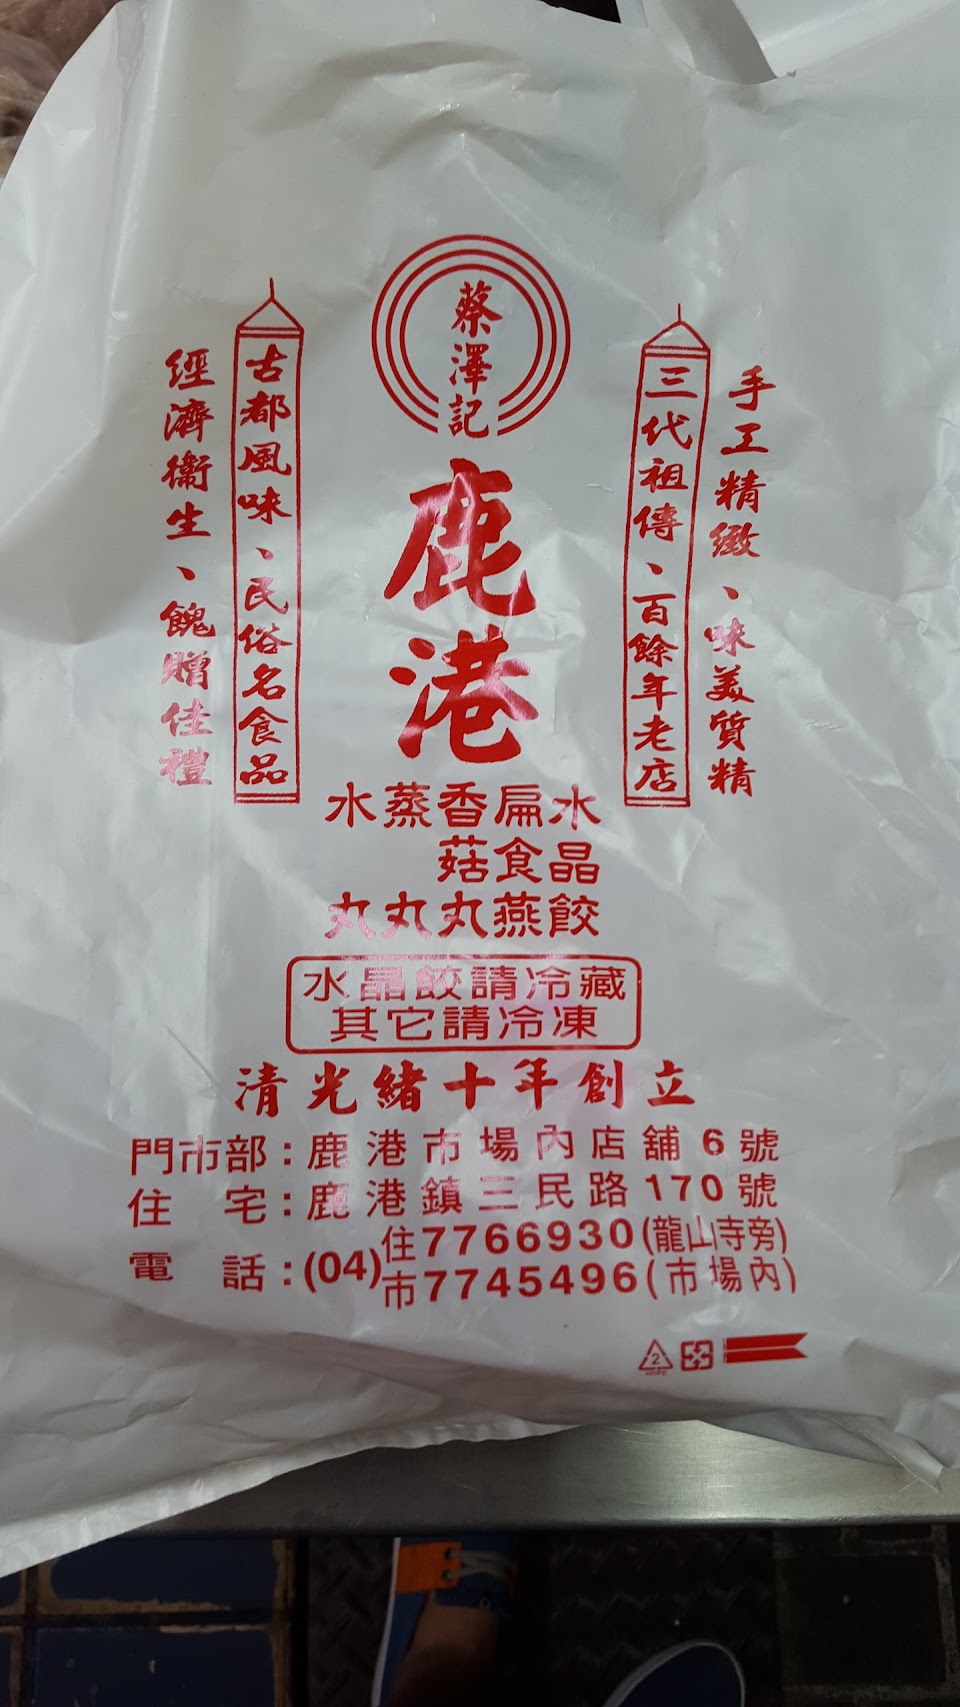 蔡澤記
鹿港
手工精緻、味美質精
三代祖傳、百餘年老店
古都風味、民俗名食品
經濟衛生、餽贈佳禮
水晶餃
扁食燕
香菇丸
蒸丸
水丸
水晶餃請冷藏
其它請冷凍
清光緒十年創立
門市部：鹿港市場內店舖6號
住宅：鹿港鎮三民路170號
電話：(04)住7766930(龍山寺旁)
市7745496(市場內)
2
HDPE